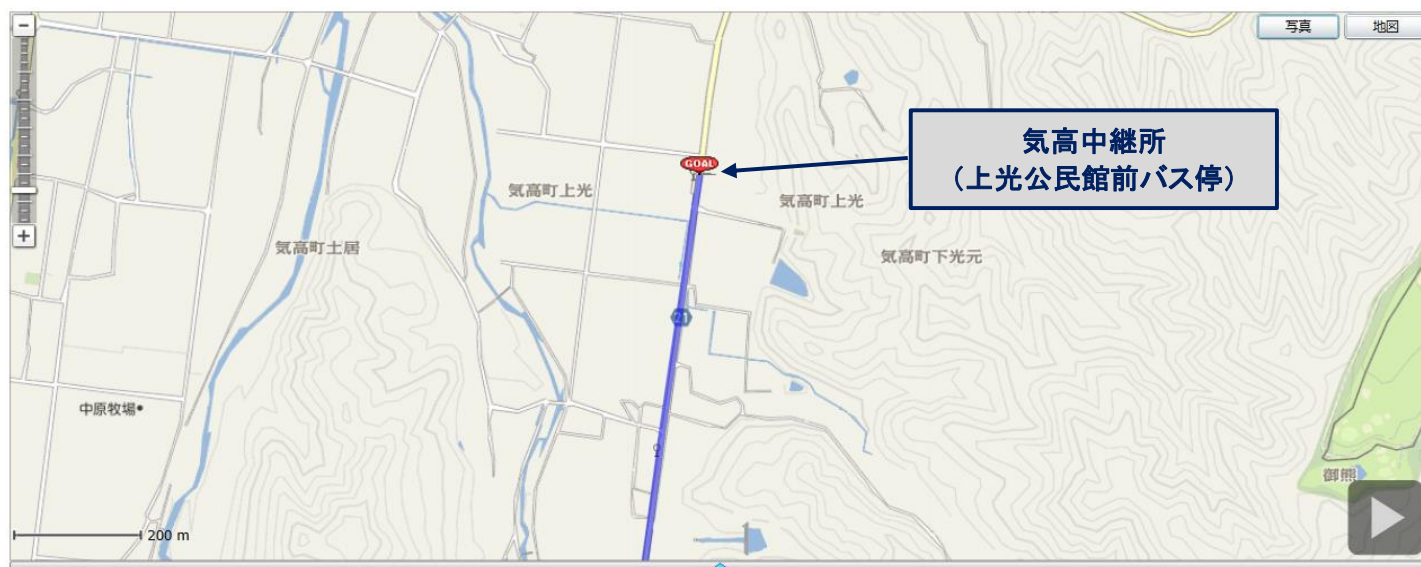 写真
地図
気高中継所
（上光公民館前バス停）
GOAL
気高町上光
気高町上光
気高町土居
気高町下光元
21
中原牧場
御熊
200 m